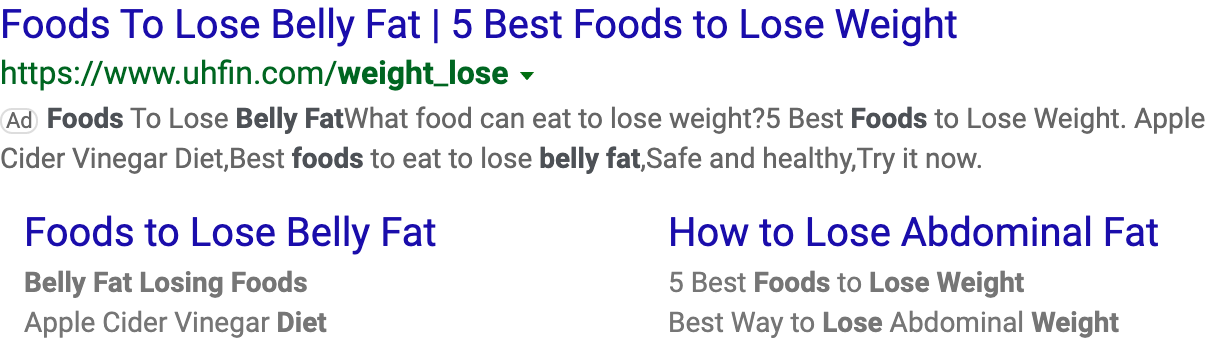 Foods To Lose Belly Fat | 5 Best Foods to Lose Weight
https://www.uhfin.com/weight_lose
Ad Foods To Lose Belly FatWhat food can eat to lose weight?5 Best Foods to Lose Weight. Apple
Cider Vinegar Diet,Best foods to eat to lose belly fat,Safe and healthy,Try it now.
Foods to Lose Belly Fat
Belly Fat Losing Foods
Apple Cider Vinegar Diet
How to Lose Abdominal Fat
5 Best Foods to Lose Weight
Best Way to Lose Abdominal Weight